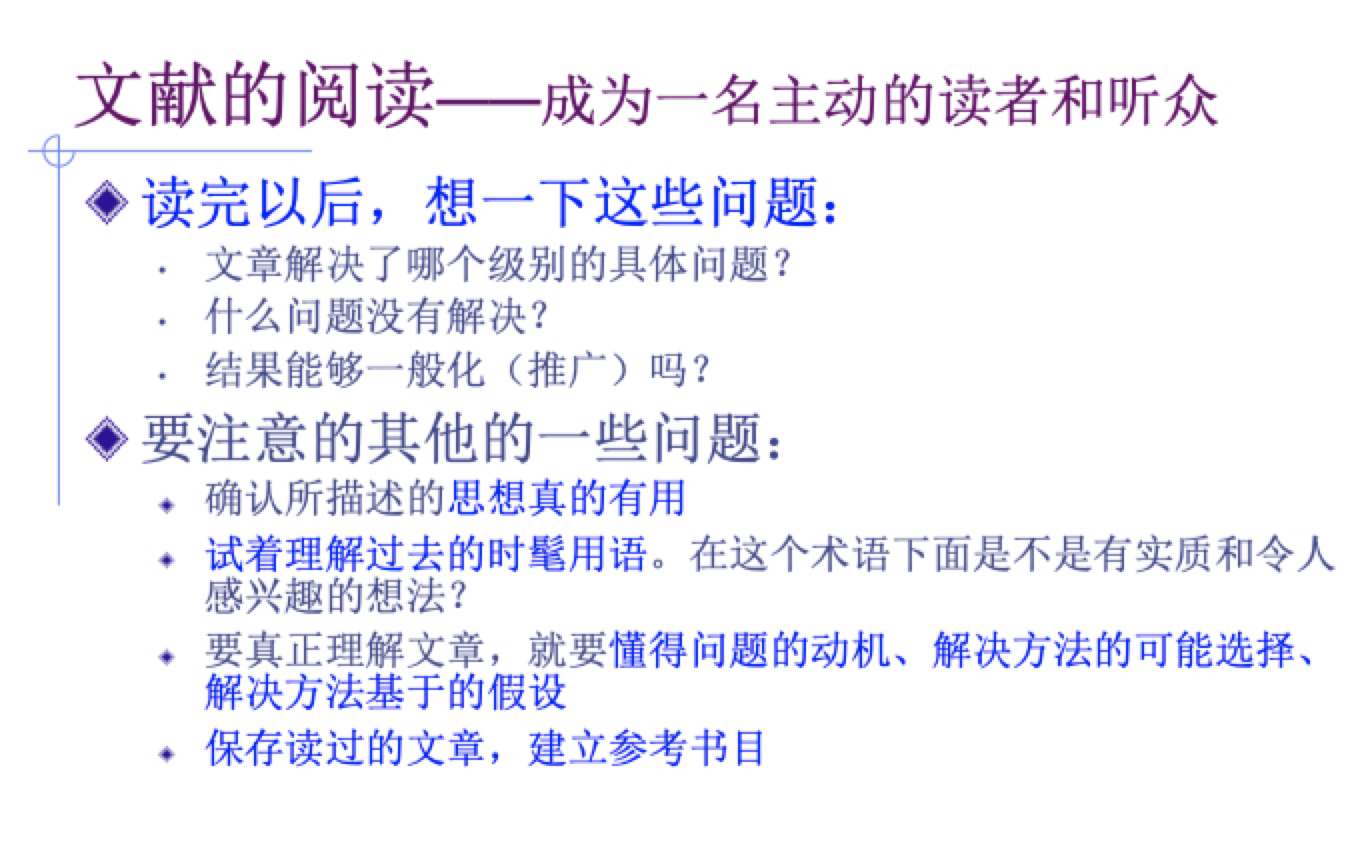 文献的阅读——成为一名主动的读者和听众
读完以后，想一下这些问题：
文章解决了哪个级别的具体问题？
什么问题没有解决？
结果能够一般化（推广）吗？
要注意的其他的一些问题：
确认所描述的思想真的有用
试着理解过去的时髦用语。在这个术语下面是不是有实质和令人
感兴趣的想法？
要真正理解文章，就要懂得问题的动机、解决方法的可能选择、
解决方法基于的假设
保存读过的文章，建立参考书目